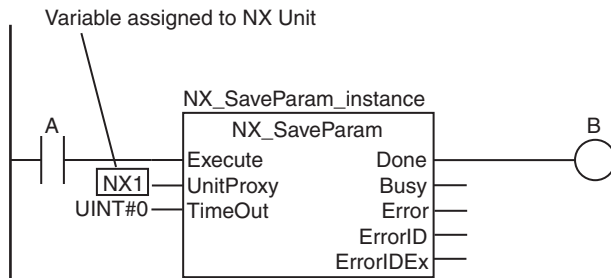 Variable assigned to NX Unit
NX_SaveParam_instance
A
NX_SaveParam
B
Execute
Done
NX1
UnitProxy
Busy
UINT#0
TimeOut
Error
ErrorID
ErrorIDEx